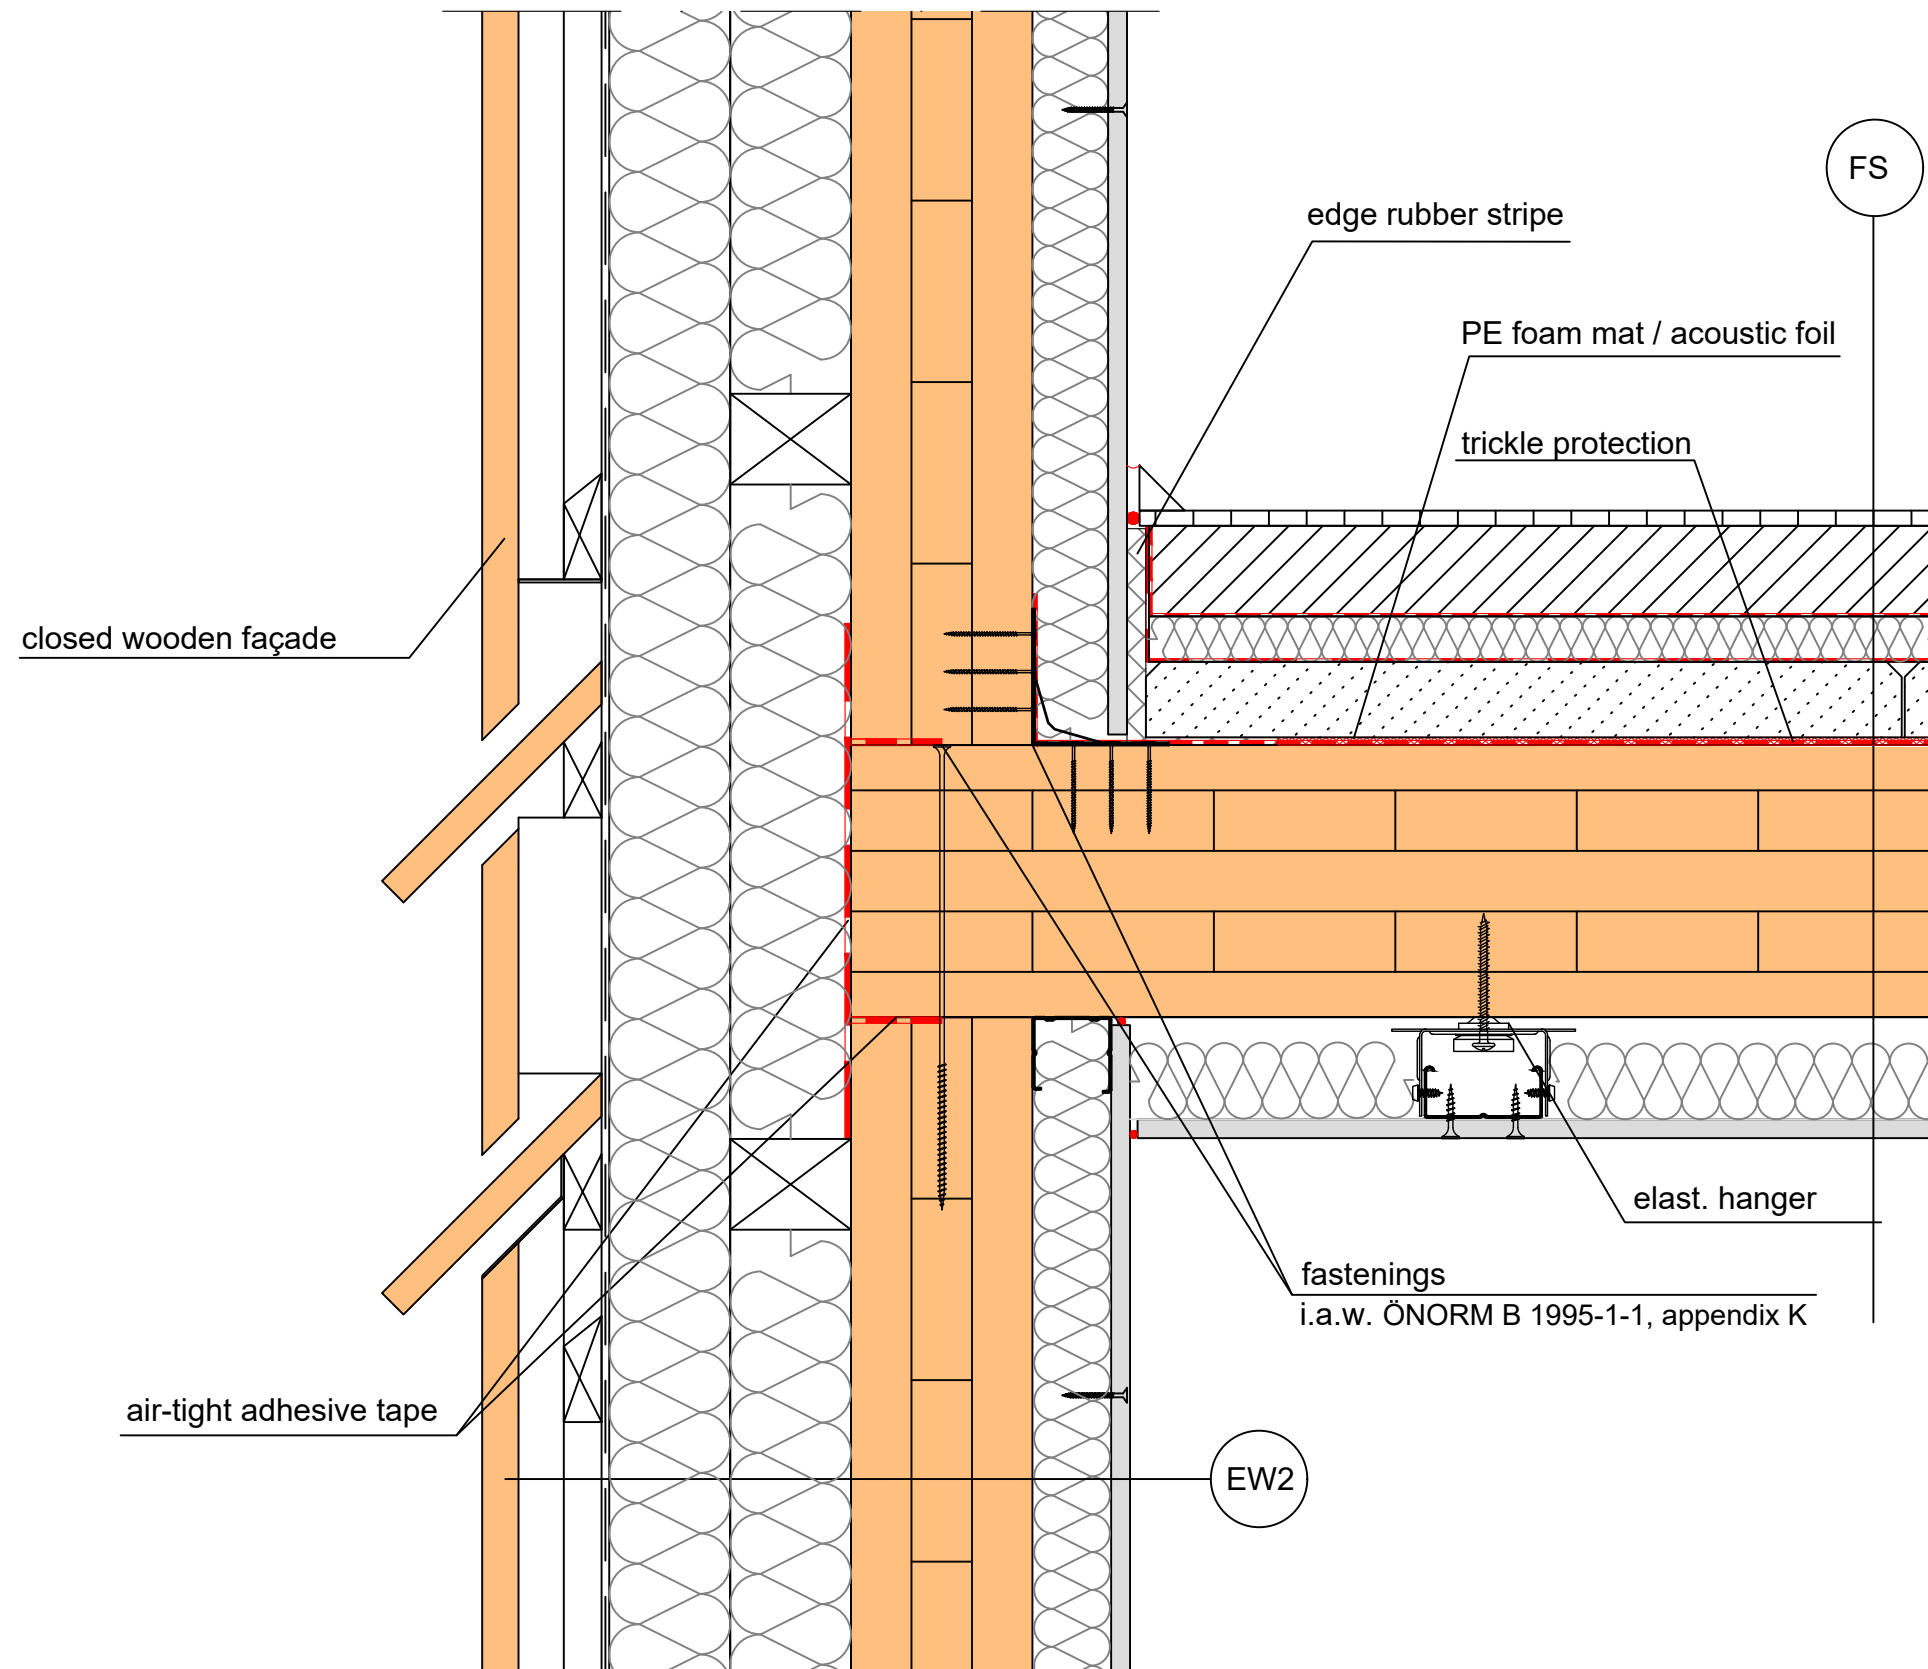 FS
edge rubber stripe
PE foam mat / acoustic foil
trickle protection
closed wooden façade
elast. hanger
fastenings
i.a.w. ÖNORM B 1995-1-1, appendix K
air-tight adhesive tape
EW2